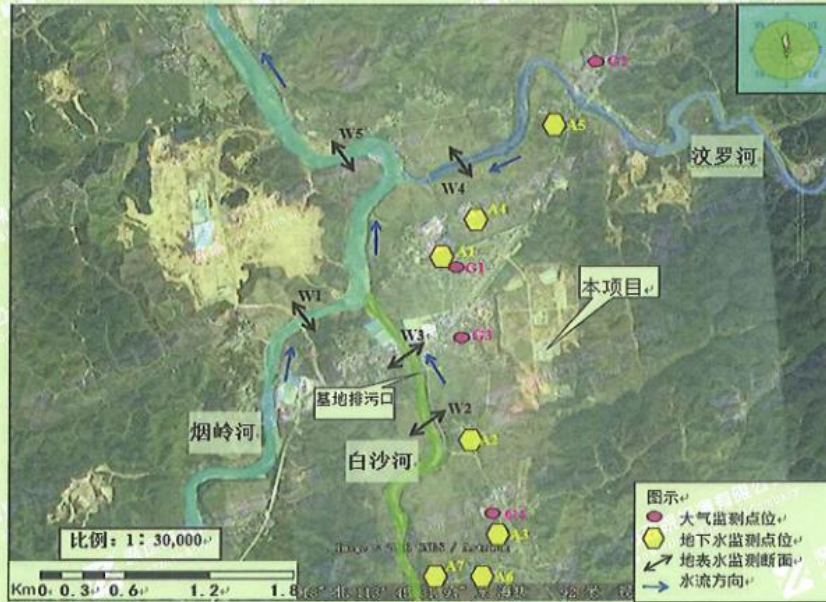 G2
A5
W5
汶罗河
W4
A4
A1
G1
本项目
W1
G3
W3
基地排污口
W2
烟岭河
A2
白沙河
图示
大气监测点位
A3
地下水监测点位
比例：1：30,000
地表水监测断面
A7
A6
水流方向
Km 0 0.3 0.6 1.2 1.8